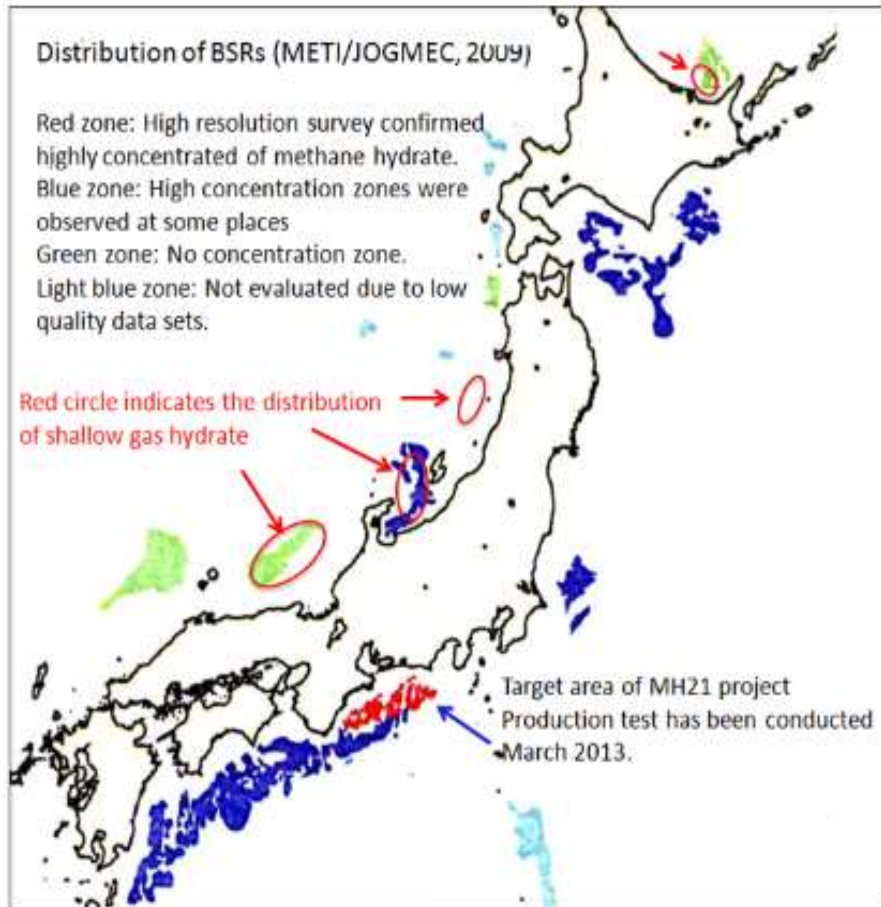 Distribution of BSRs (METI/JOGMEC, 2009)
Red zone: High resolution survey confirmed
highly concentrated of methane hydrate.
Blue zone: High concentration zones were
observed at some places
Green zone: No concentration zone.
Light blue zone: Not evaluated due to low
quality data sets.
Red circle indicates the distribution
of shallow gas hydrate
Target area of MH21 project
Production test has been conducted
March 2013.